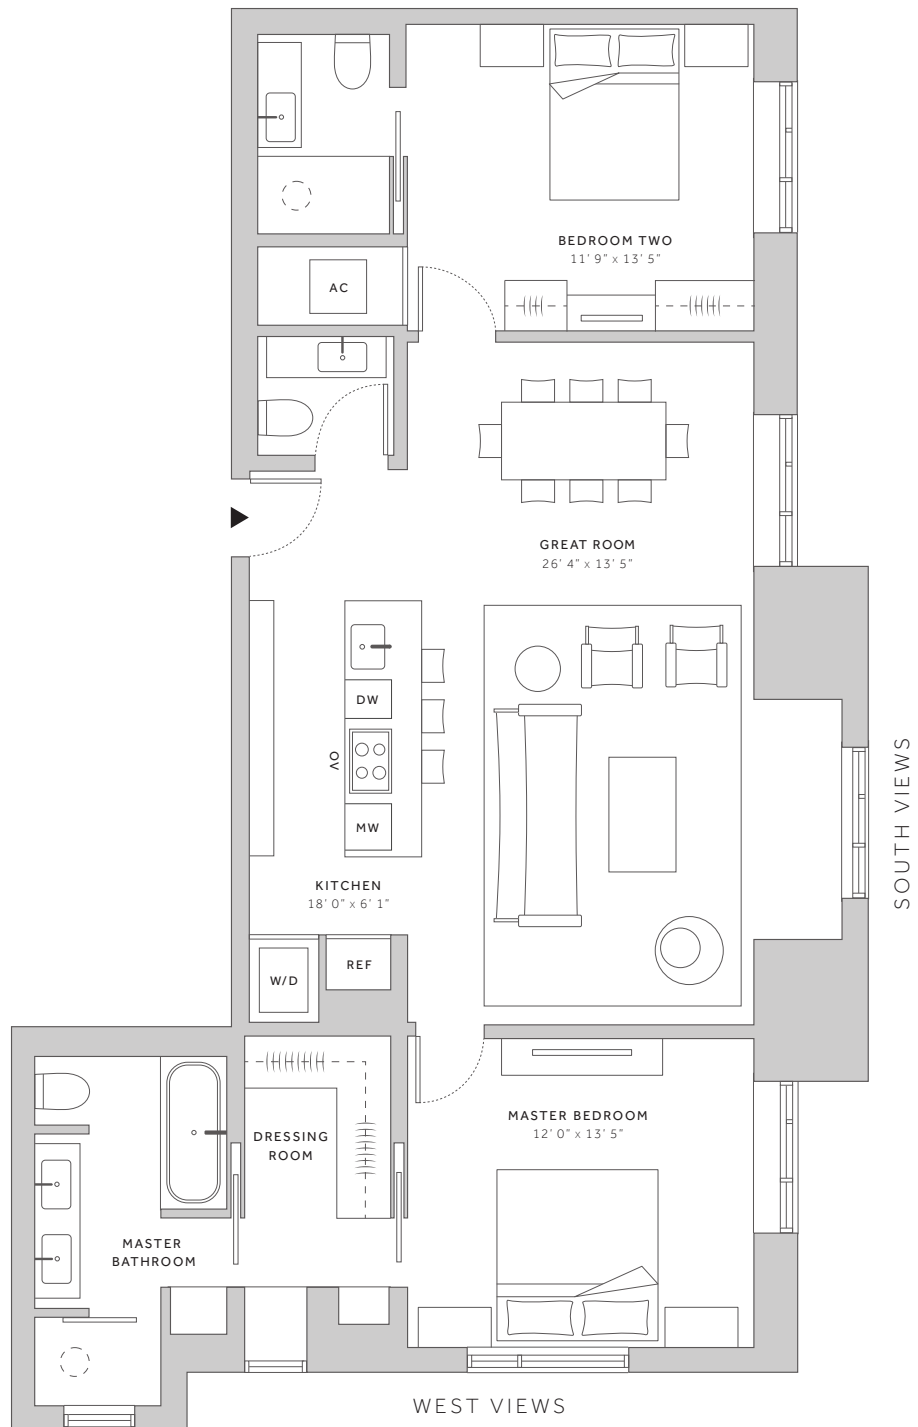 BEDROOM TWO
11’ 9” x 13’ 5”
AC
GREAT ROOM
26’ 4” x 13’ 5”
DW
OV
MW
KITCHEN
18’ 0” x 6’ 1”
W/D
REF
SOUTH VIEWS
MASTER BEDROOM
12’ 0” x 13’ 5”
DRESSING
ROOM
MASTER
BATHROOM
WEST VIEWS